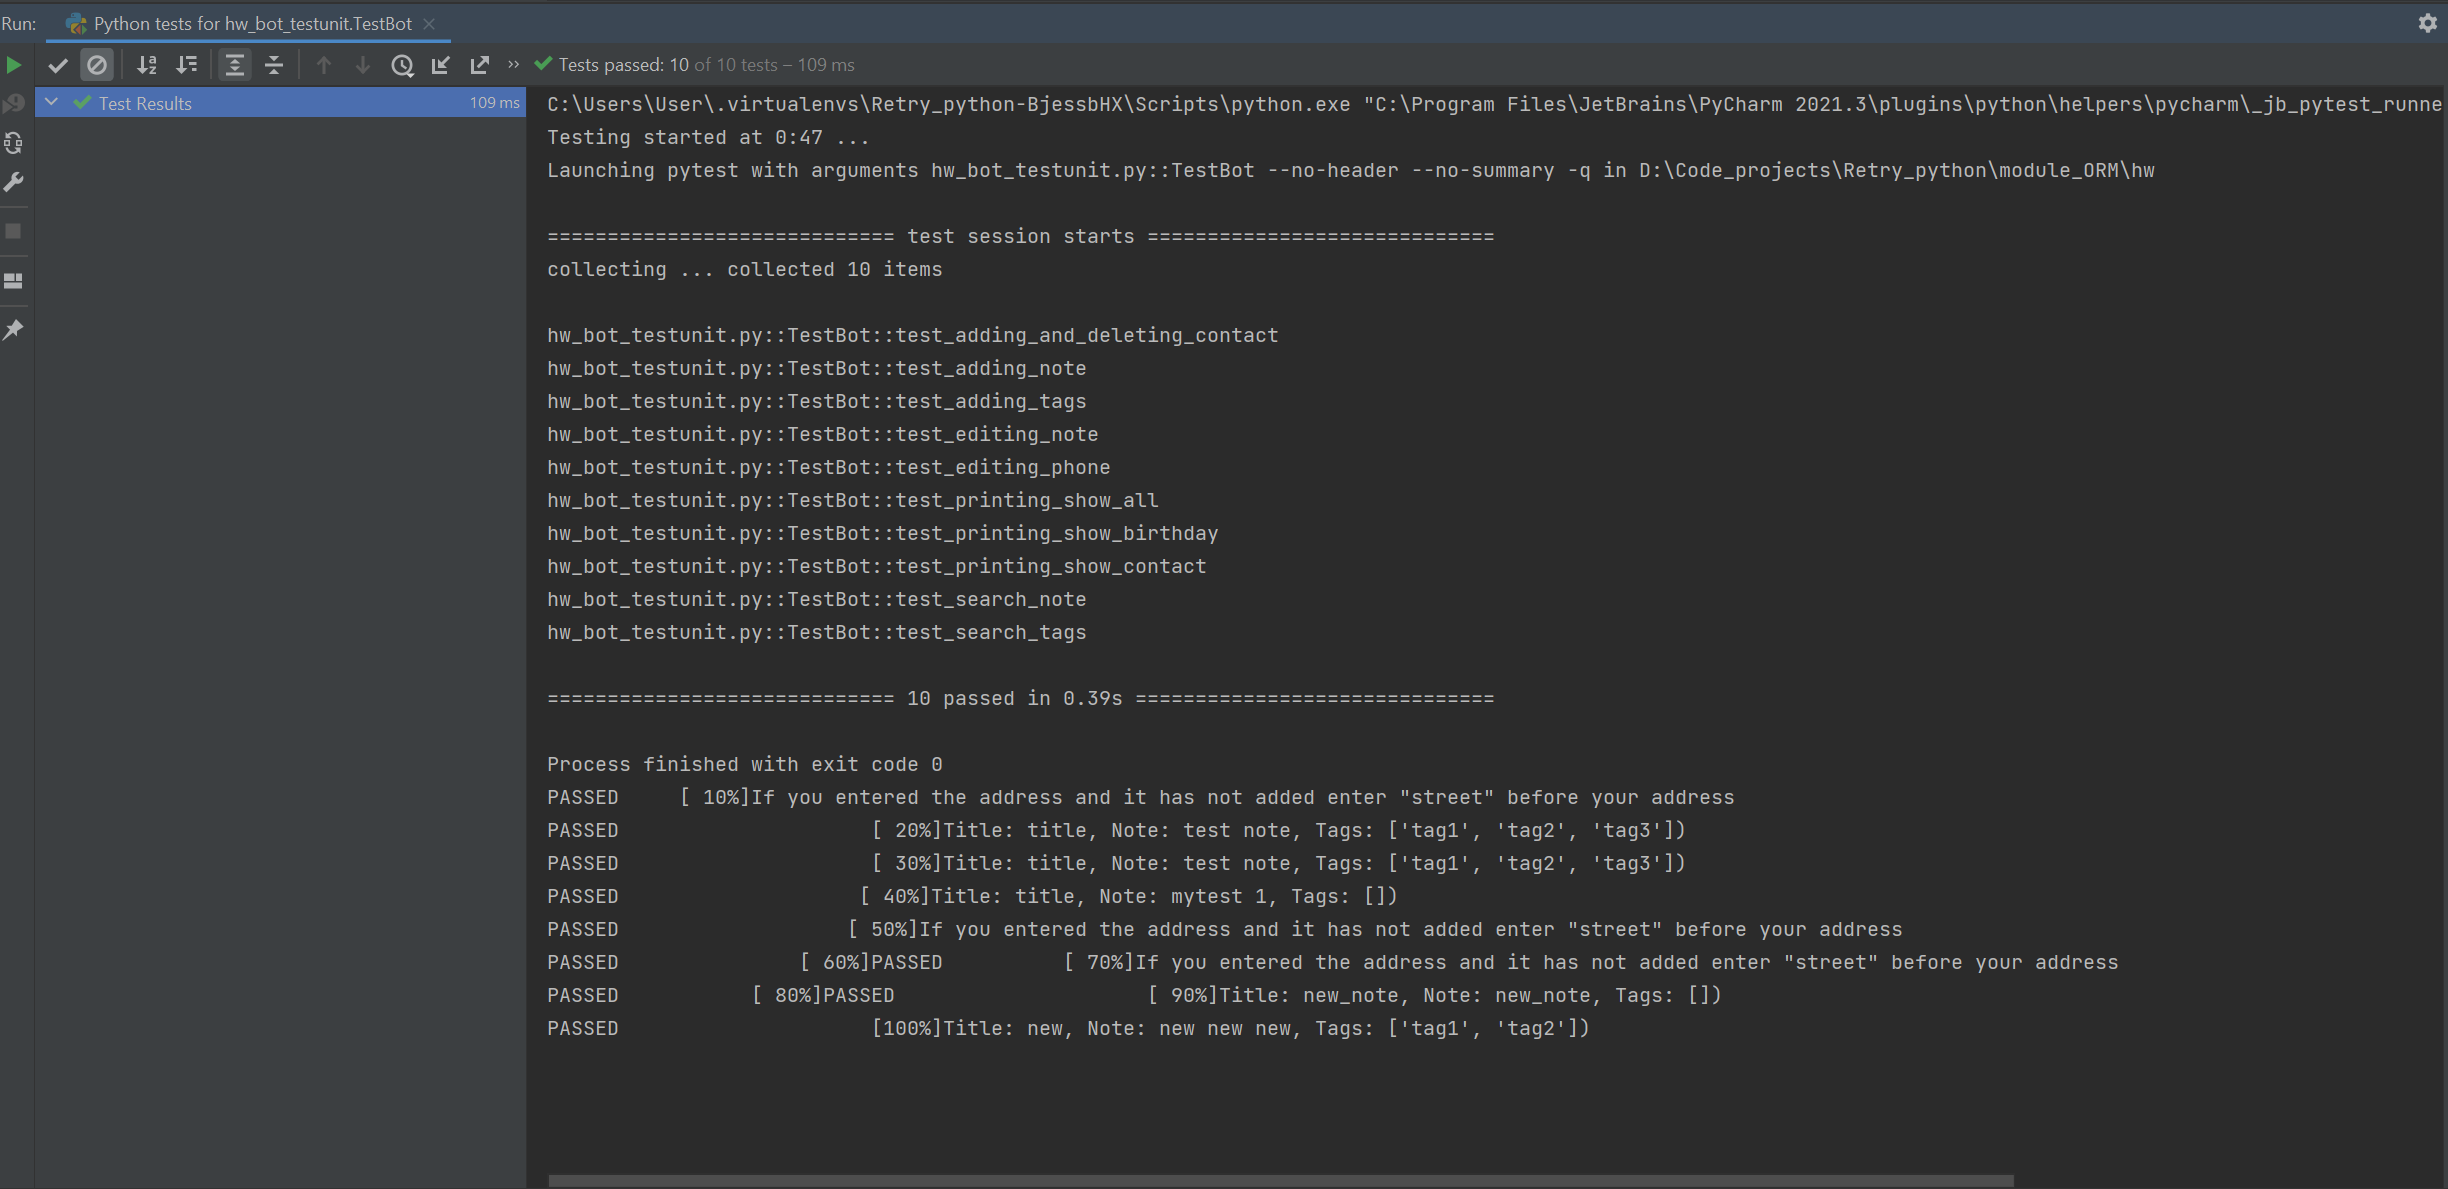 Run: Python tests for hw_bot_testunit.TestBot
Tests passed: 10 of 10 tests – 109 ms
Test Results 109 ms
C:\Users\User\.virtualenvs\Retry_python-BjessbHX\Scripts\python.exe "C:\Program Files\JetBrains\PyCharm 2021.3\plugins\python\helpers\pycharm\_jb_pytest_runne
Testing started at 0:47 ...
Launching pytest with arguments hw_bot_testunit.py::TestBot --no-header --no-summary -q in D:\Code_projects\Retry_python\module_ORM\hw
============================= test session starts =============================
collecting ... collected 10 items
hw_bot_testunit.py::TestBot::test_adding_and_deleting_contact
hw_bot_testunit.py::TestBot::test_adding_note
hw_bot_testunit.py::TestBot::test_adding_tags
hw_bot_testunit.py::TestBot::test_editing_note
hw_bot_testunit.py::TestBot::test_editing_phone
hw_bot_testunit.py::TestBot::test_printing_show_all
hw_bot_testunit.py::TestBot::test_printing_show_birthday
hw_bot_testunit.py::TestBot::test_printing_show_contact
hw_bot_testunit.py::TestBot::test_search_note
hw_bot_testunit.py::TestBot::test_search_tags
============================= 10 passed in 0.39s ==============================
Process finished with exit code 0
PASSED     [ 10%]If you entered the address and it has not added enter "street" before your address
PASSED                     [ 20%]Title: title, Note: test note, Tags: ['tag1', 'tag2', 'tag3'])
PASSED                     [ 30%]Title: title, Note: test note, Tags: ['tag1', 'tag2', 'tag3'])
PASSED                    [ 40%]Title: title, Note: mytest 1, Tags: [])
PASSED                   [ 50%]If you entered the address and it has not added enter "street" before your address
PASSED               [ 60%]PASSED          [ 70%]If you entered the address and it has not added enter "street" before your address
PASSED           [ 80%]PASSED                     [ 90%]Title: new_note, Note: new_note, Tags: [])
PASSED                     [100%]Title: new, Note: new new new, Tags: ['tag1', 'tag2'])